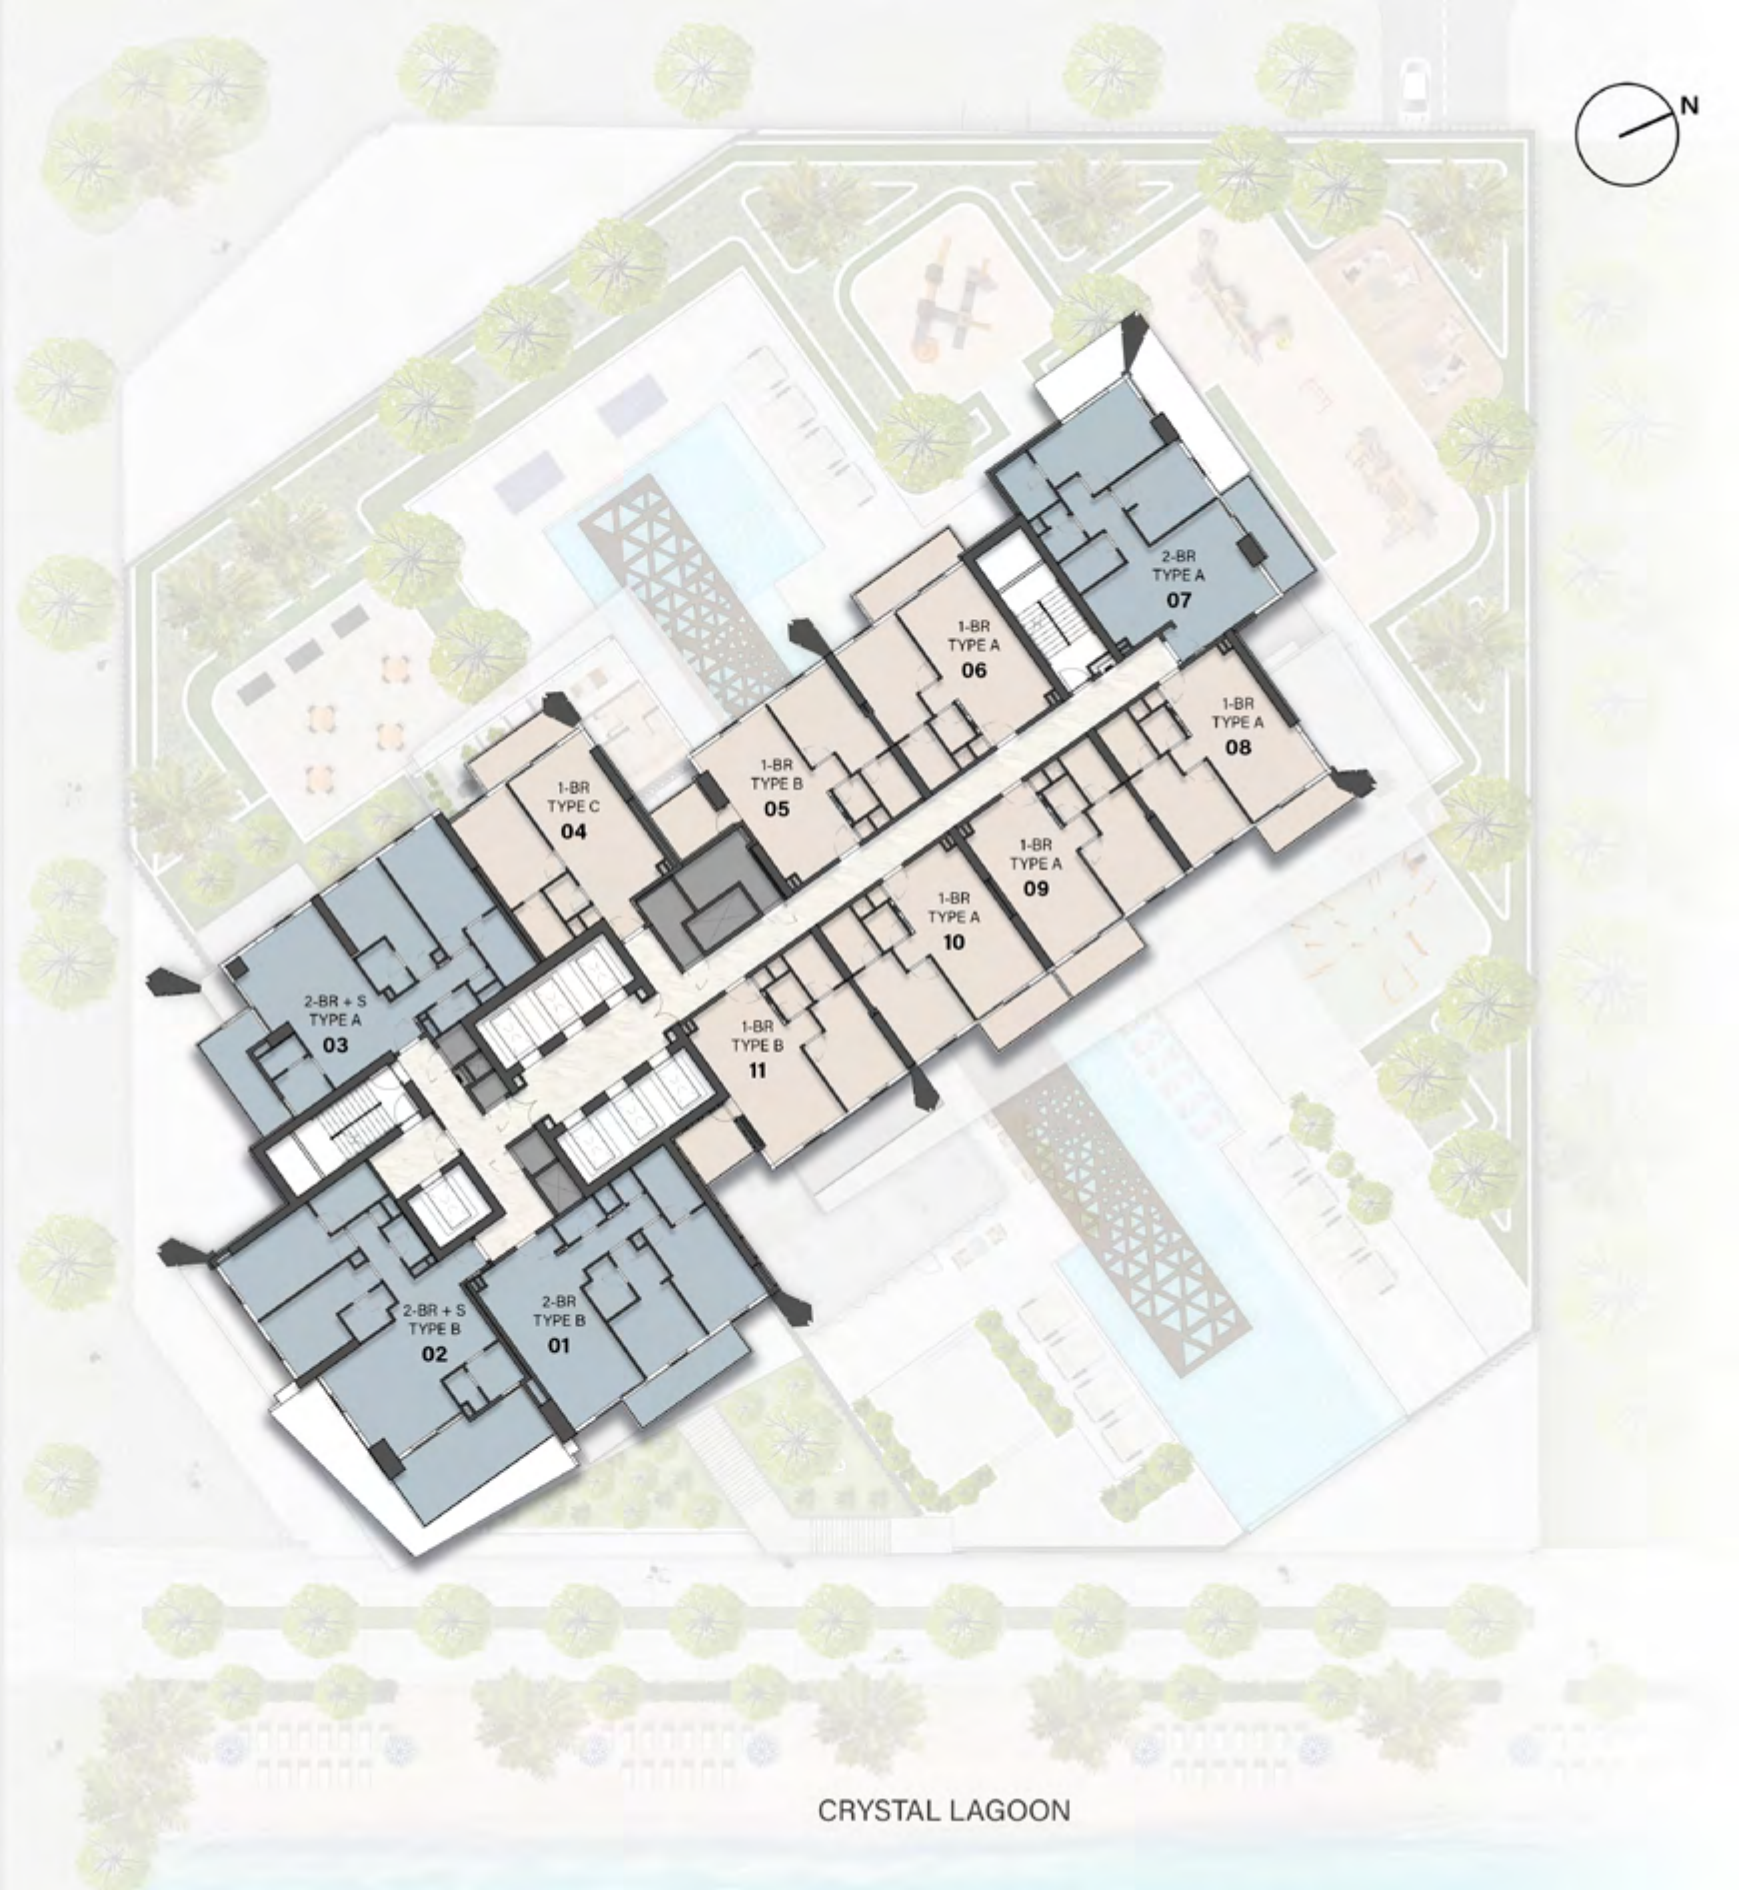 N
2-BR
TYPE A
07
1-BR
TYPE A
06
1-BR
TYPE A
08
1-BR
TYPE B
05
1-BR
TYPE C
04
1-BR
TYPE A
09
1-BR
TYPE A
10
2-BR + S
TYPE A
03
1-BR
TYPE B
11
2-BR + S
TYPE B
02
2-BR
TYPE B
01
CRYSTAL LAGOON